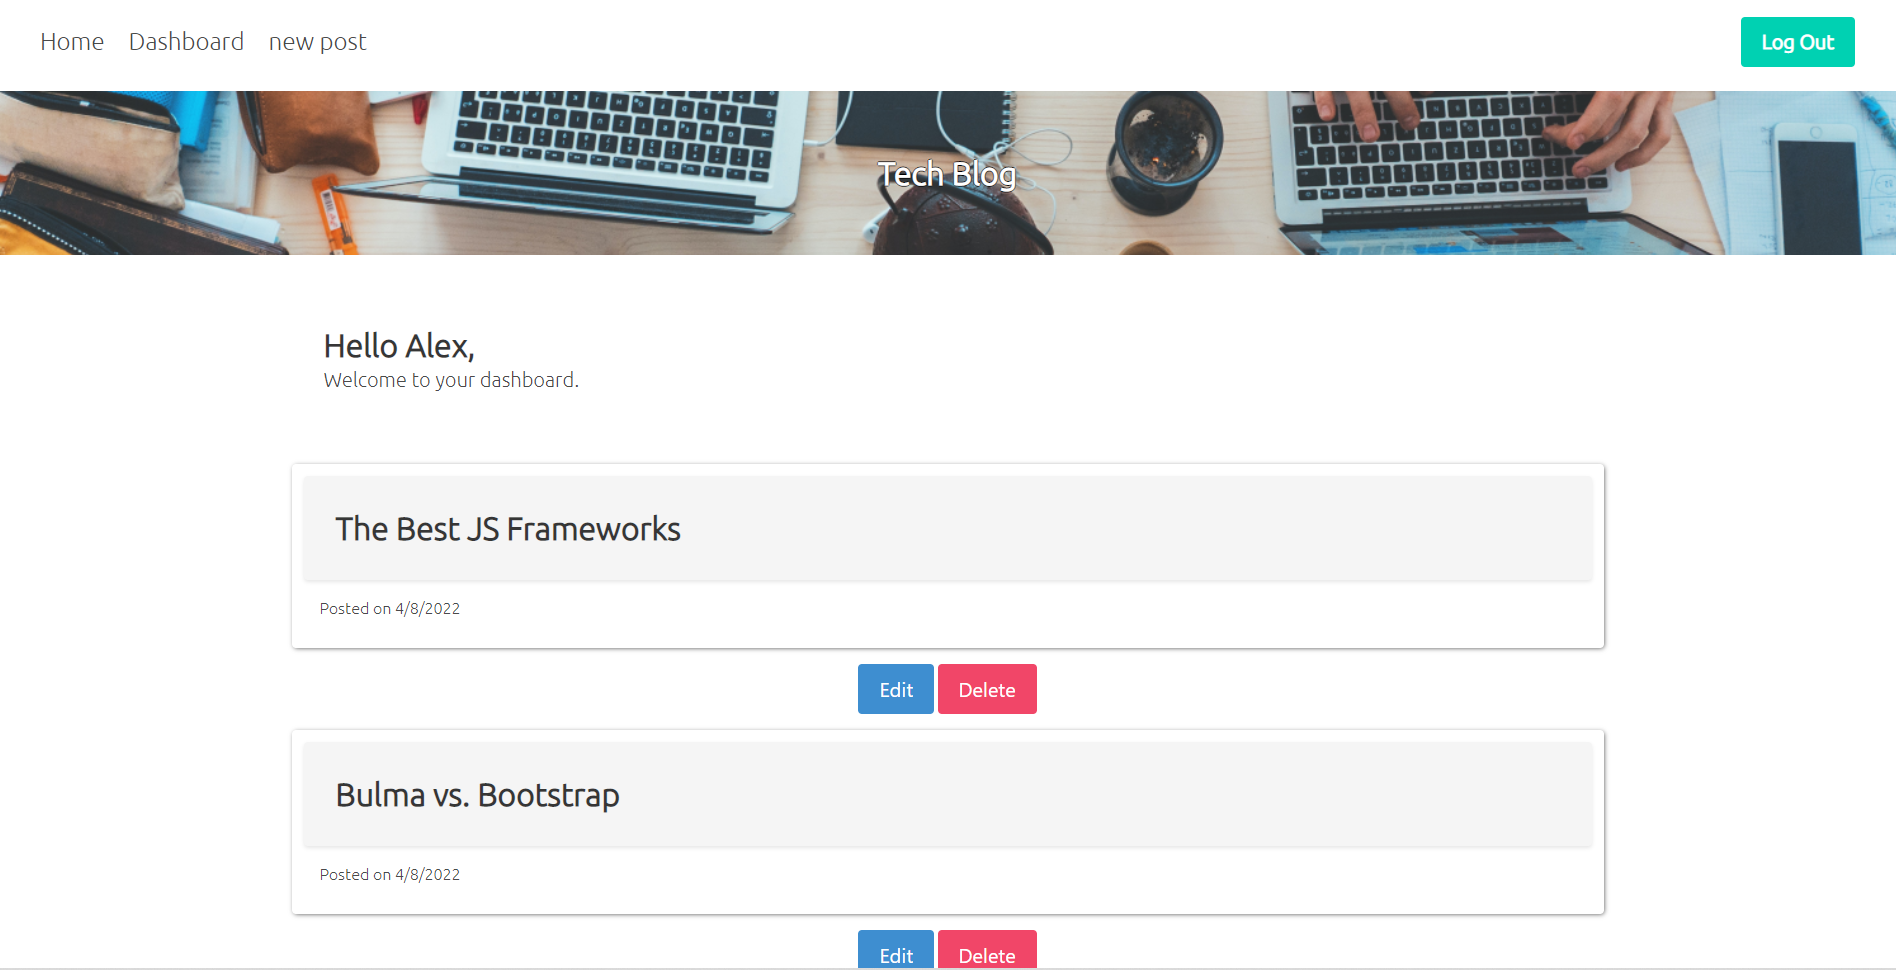 Home Dashboard new post Log Out
Tech Blog
Hello Alex,
Welcome to your dashboard.
The Best JS Frameworks
Posted on 4/8/2022
Edit Delete
Bulma vs. Bootstrap
Posted on 4/8/2022
Edit Delete